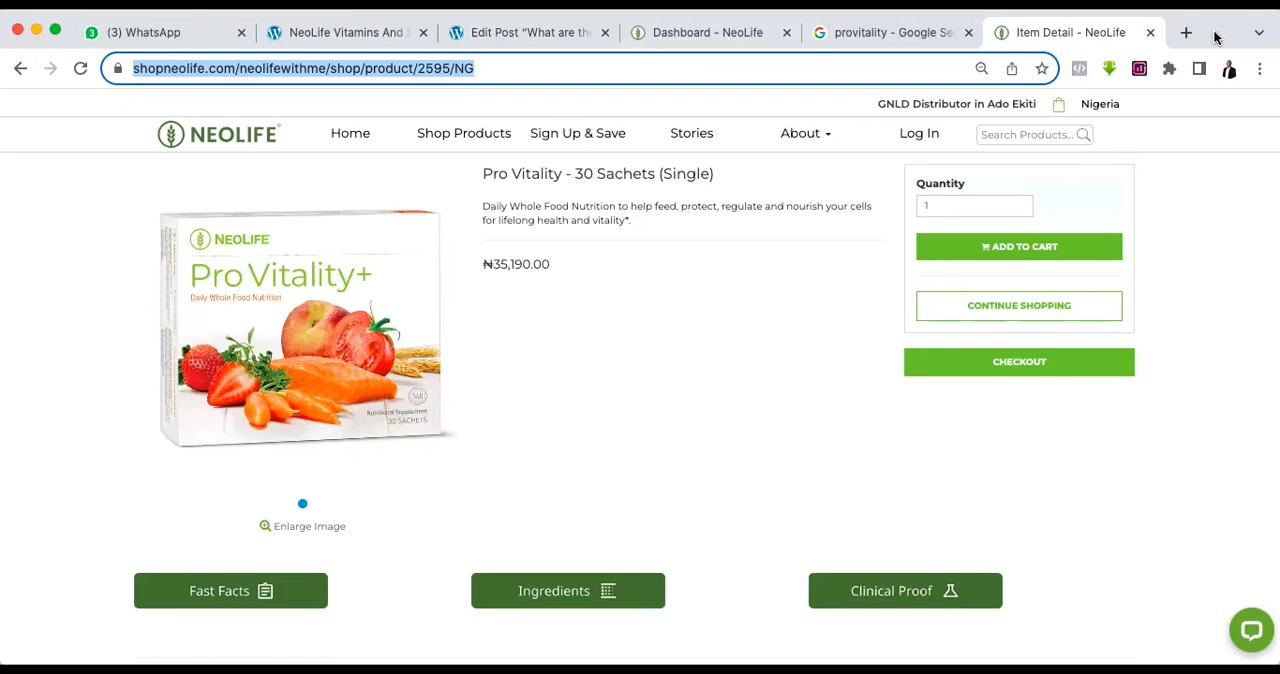 (3) WhatsApp
NeoLife Vitamins And S
Edit Post “What are the
Dashboard - NeoLife
provitality - Google Se
Item Detail - NeoLife
shopneolife.com/neolifewithme/shop/product/2595/NG
GNLD Distributor in Ado Ekiti
Nigeria
NEOLIFE
Home
Shop Products
Sign Up & Save
Stories
About
Log In
Search Products...
Pro Vitality - 30 Sachets (Single)
Daily Whole Food Nutrition to help feed, protect, regulate and nourish your cells
for lifelong health and vitality*.
₦35,190.00
Quantity
1
ADD TO CART
CONTINUE SHOPPING
CHECKOUT
NEOLIFE
Pro Vitality+
Daily Whole Food Nutrition
SAB
Nutritional Supplement
30 SACHETS
Enlarge Image
Fast Facts
Ingredients
Clinical Proof